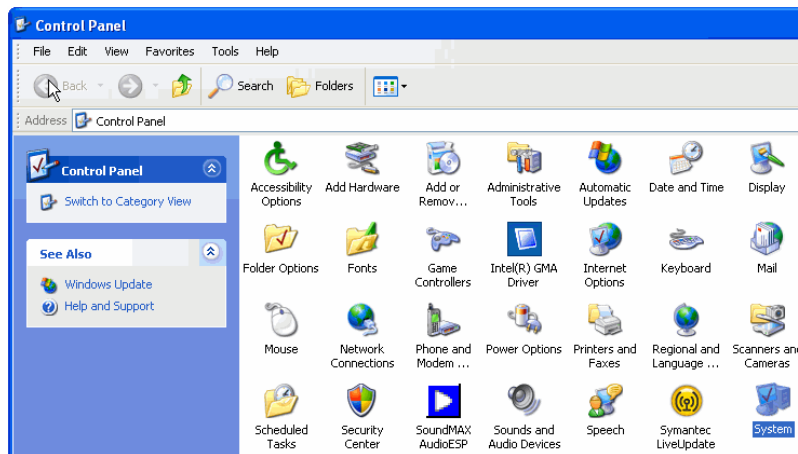 Control Panel
File Edit View Favorites Tools Help
Back Search Folders
Address Control Panel
Control Panel
Switch to Category View
See Also
Windows Update
Help and Support
Accessibility Options
Add Hardware
Add or Remov...
Administrative Tools
Automatic Updates
Date and Time
Display
Folder Options
Fonts
Game Controllers
Intel(R) GMA Driver
Internet Options
Keyboard
Mail
Mouse
Network Connections
Phone and Modem ...
Power Options
Printers and Faxes
Regional and Language ...
Scanners and Cameras
Scheduled Tasks
Security Center
SoundMAX AudioESP
Sounds and Audio Devices
Speech
Symantec LiveUpdate
System